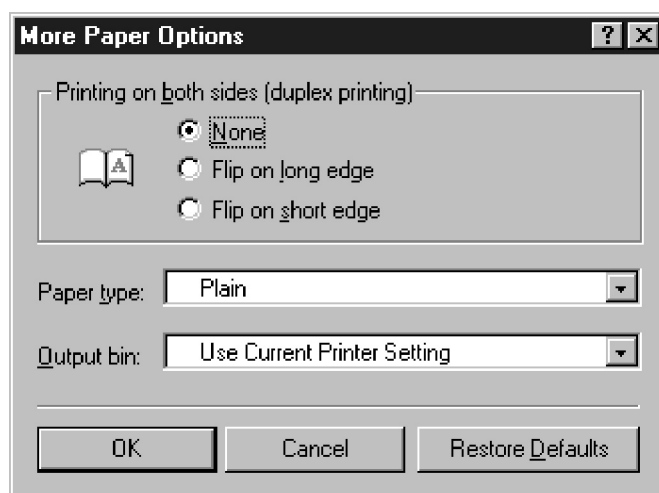 More Paper Options
Printing on both sides (duplex printing)
A
None
Flip on long edge
Flip on short edge
Paper type: Plain
Output bin: Use Current Printer Setting
OK Cancel Restore Defaults